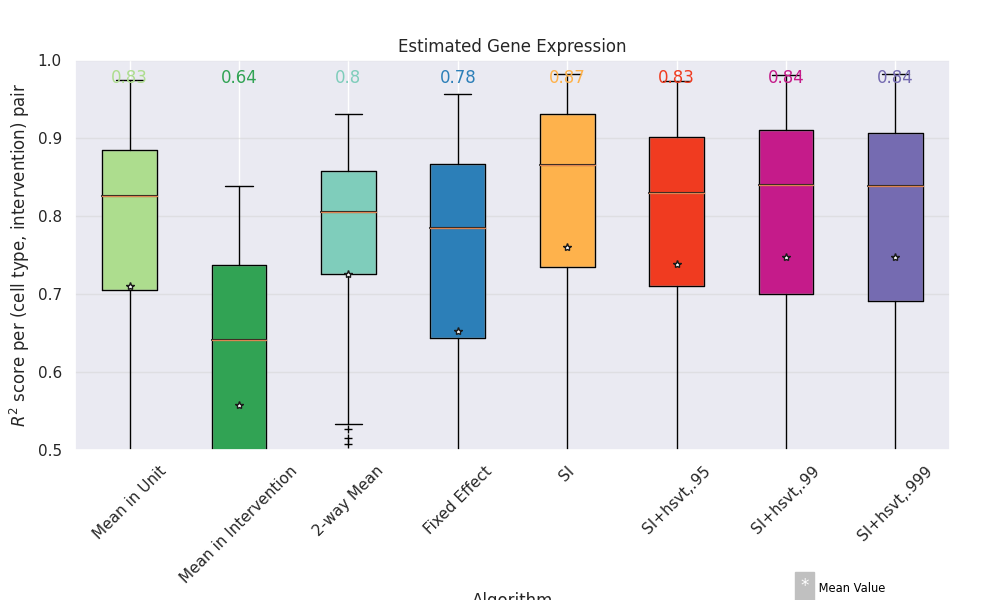 Estimated Gene Expression
0.83 0.64 0.8 0.78 0.87 0.83 0.84 0.84
R² score per (cell type, intervention) pair
1.0
0.9
0.8
0.7
0.6
0.5
Mean in Unit
Mean in Intervention
2-way Mean
Fixed Effect
SI
SI+hsvt,.95
SI+hsvt,.99
SI+hsvt,.999
Algorithm
* Mean Value